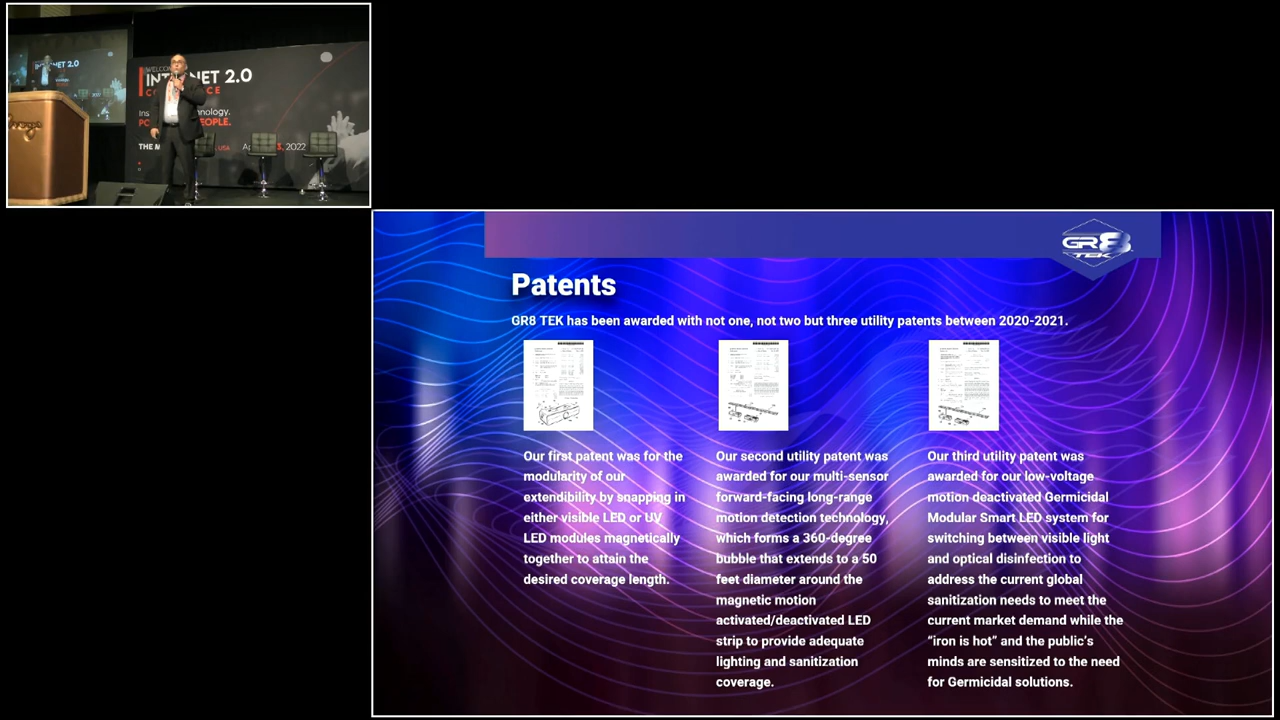 WELCOME
INTERNET 2.0
INTERNET 2.0
THE M
USA
2022
GR8
TEK
Patents
GR8 TEK has been awarded with not one, not two but three utility patents between 2020-2021.
Our first patent was for the
modularity of our
extendibility by snapping in
either visible LED or UV
LED modules magnetically
together to attain the
desired coverage length.
Our second utility patent was
awarded for our multi-sensor
forward-facing long-range
motion detection technology,
which forms a 360-degree
bubble that extends to a 50
feet diameter around the
magnetic motion
activated/deactivated LED
strip to provide adequate
lighting and sanitization
coverage.
Our third utility patent was
awarded for our low-voltage
motion deactivated Germicidal
Modular Smart LED system for
switching between visible light
and optical disinfection to
address the current global
sanitization needs to meet the
current market demand while the
“iron is hot” and the public’s
minds are sensitized to the need
for Germicidal solutions.